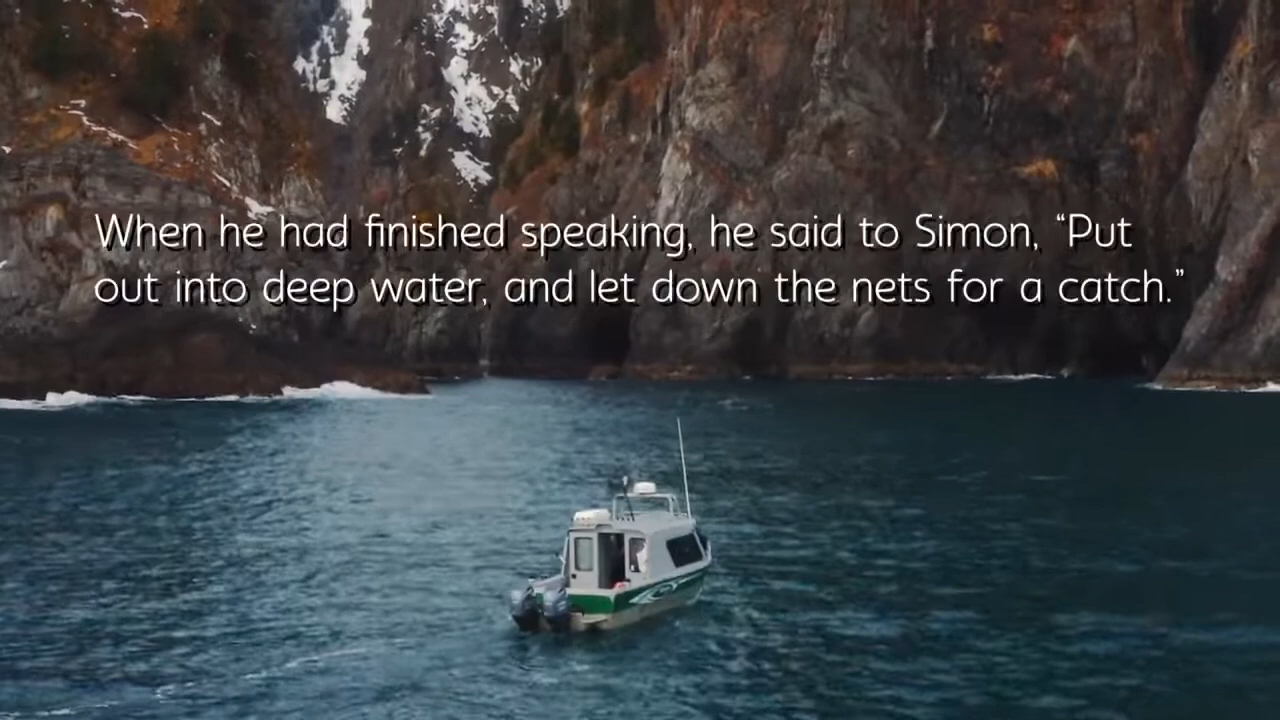 When he had finished speaking, he said to Simon, “Put
out into deep water, and let down the nets for a catch.”